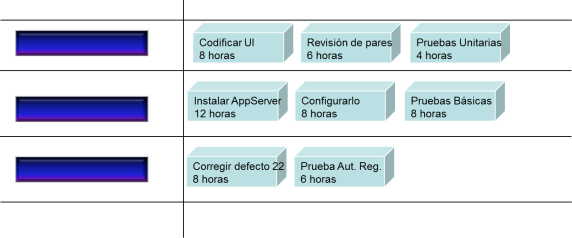 Codificar UI
8 horas
Revisión de pares
6 horas
Pruebas Unitarias
4 horas
Instalar AppServer
12 horas
Configurarlo
8 horas
Pruebas Básicas
8 horas
Corregir defecto 22
8 horas
Prueba Aut. Reg.
6 horas